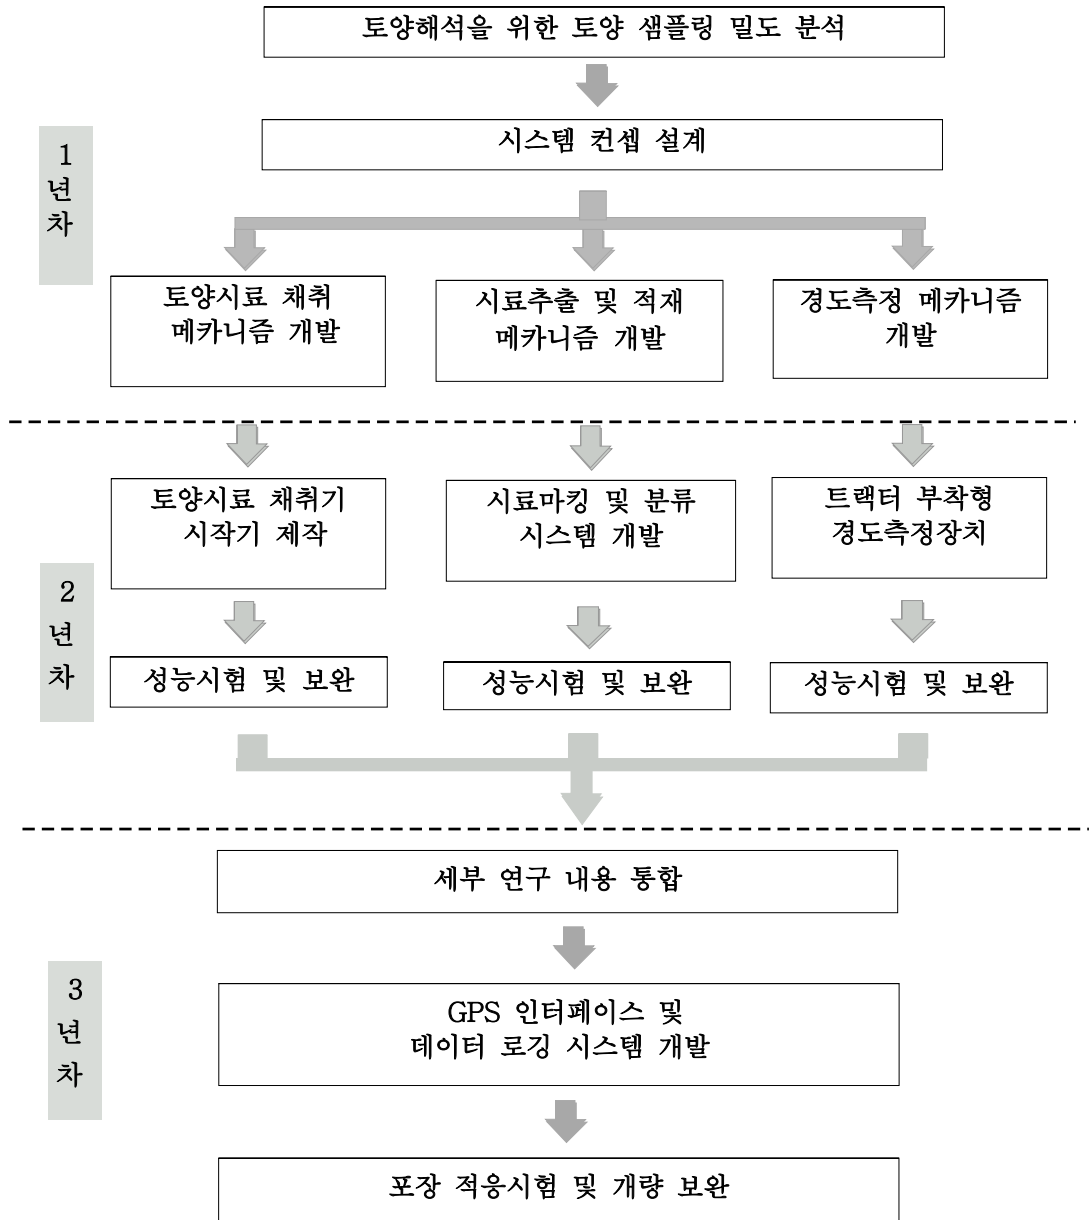 토양해석을 위한 토양 샘플링 밀도 분석
시스템 컨셉 설계
1
년
차
토양시료 채취
메카니즘 개발
시료추출 및 적재
메카니즘 개발
경도측정 메카니즘
개발
토양시료 채취기
시작기 제작
시료마킹 및 분류
시스템 개발
트랙터 부착형
경도측정장치
2
년
차
성능시험 및 보완
성능시험 및 보완
성능시험 및 보완
세부 연구 내용 통합
3
년
차
GPS 인터페이스 및
데이터 로깅 시스템 개발
포장 적응시험 및 개량 보완